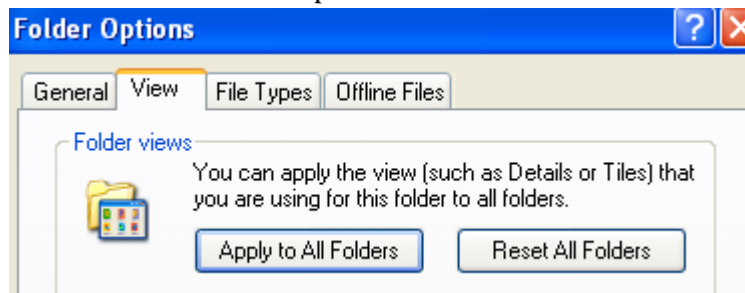 Folder Options
General View File Types Offline Files
Folder views
You can apply the view (such as Details or Tiles) that
you are using for this folder to all folders.
Apply to All Folders Reset All Folders